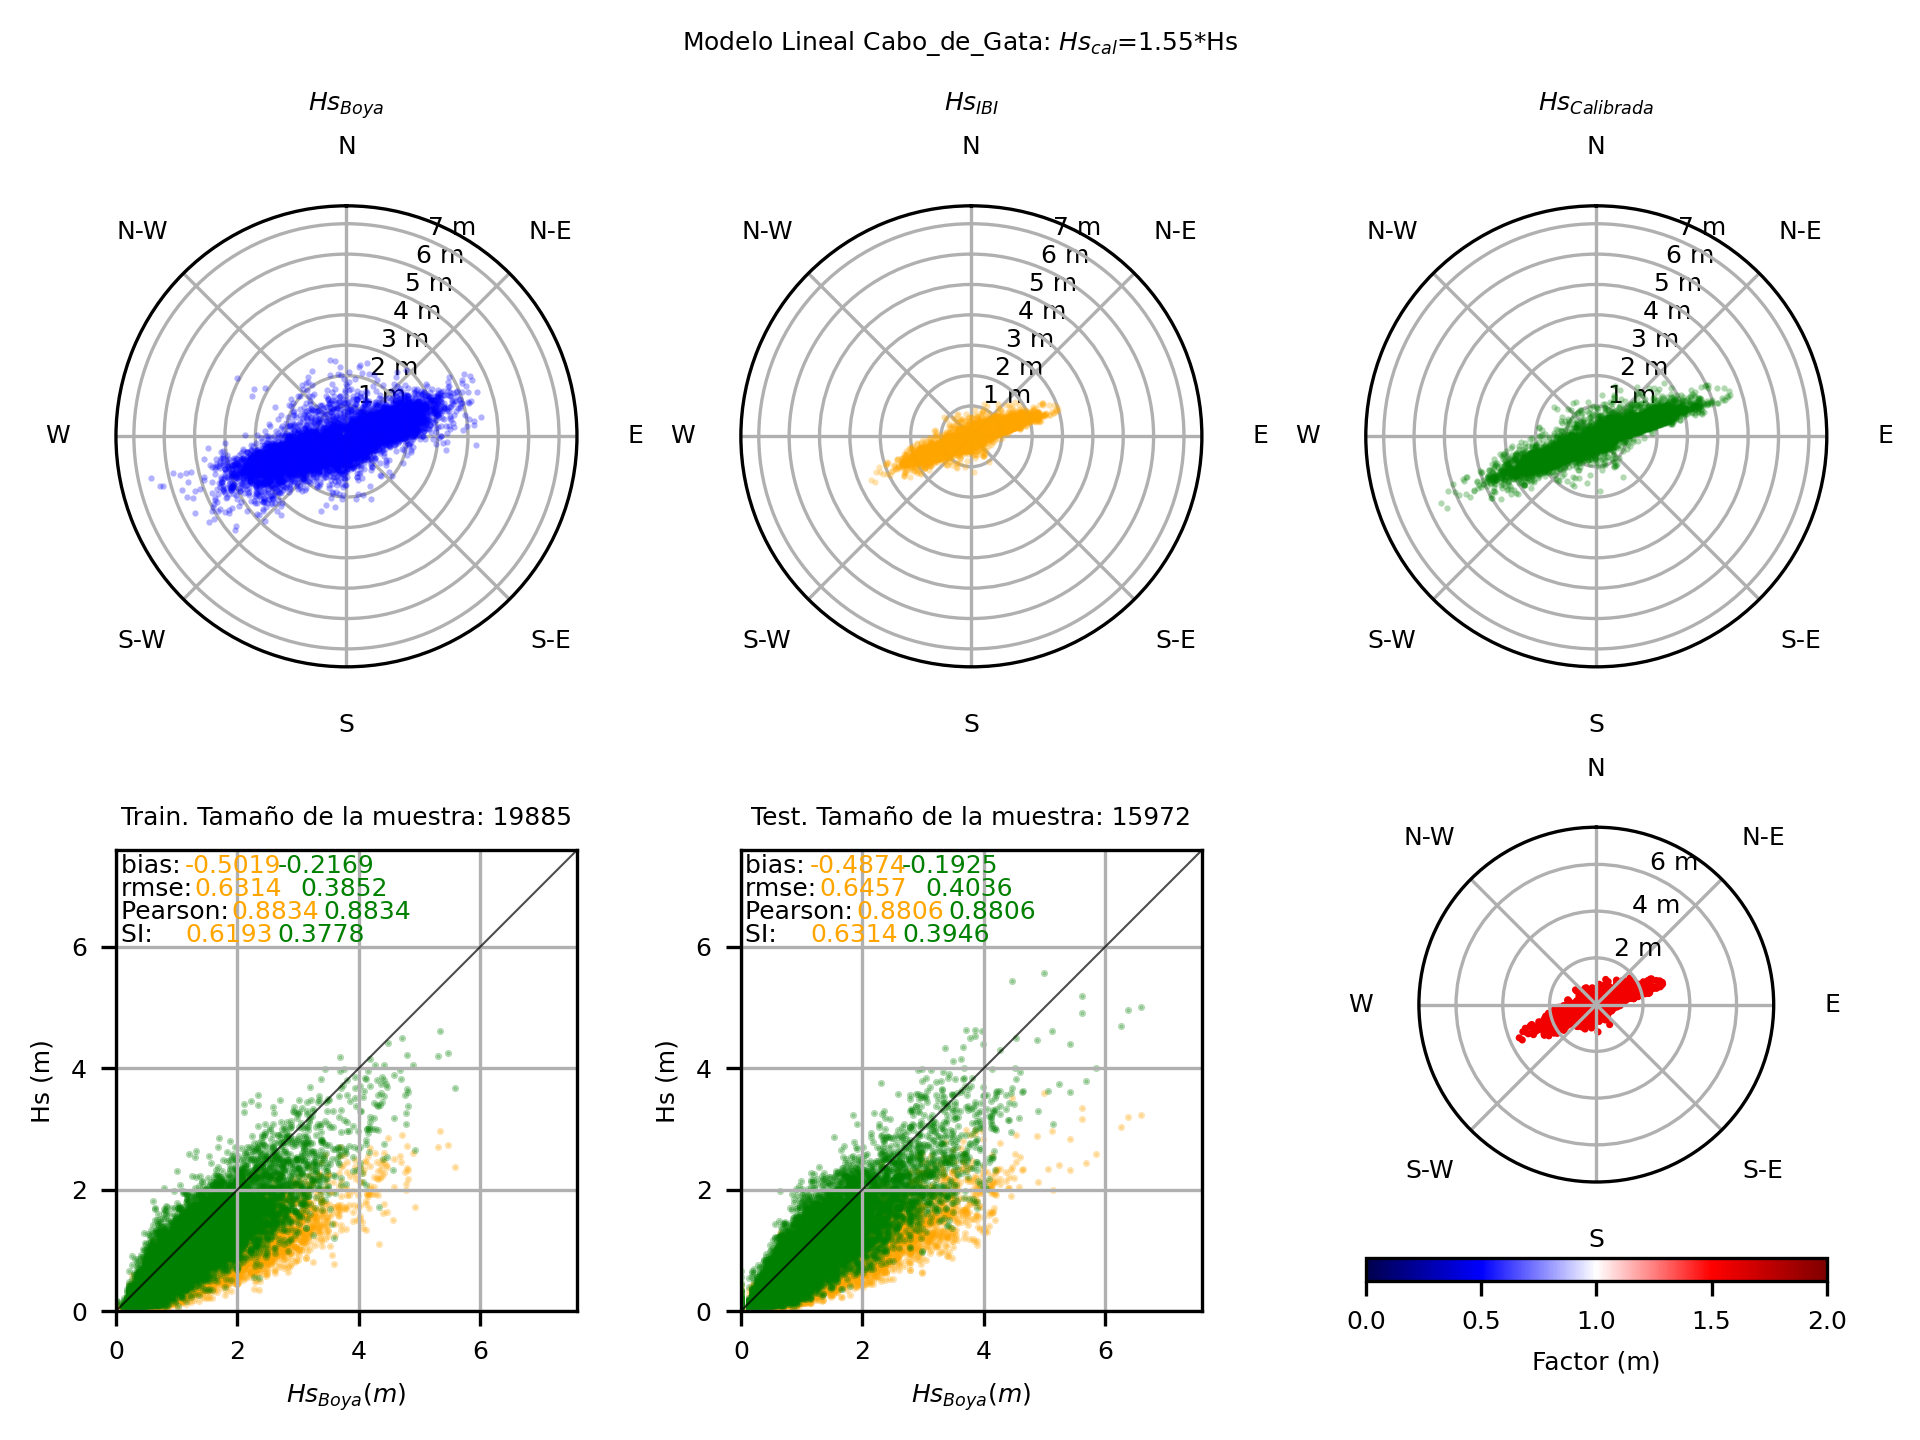 Modelo Lineal Cabo_de_Gata: Hs_cal=1.55*Hs
Hs_Boya
N
N-W
N-E
7 m
6 m
5 m
4 m
3 m
2 m
1 m
W
E
S-W
S-E
S
Hs_IBI
N
N-W
N-E
7 m
6 m
5 m
4 m
3 m
2 m
1 m
W
E
S-W
S-E
S
Hs_Calibrada
N
N-W
N-E
7 m
6 m
5 m
4 m
3 m
2 m
1 m
W
E
S-W
S-E
S
Train. Tamaño de la muestra: 19885
bias: -0.5019 -0.2169
rmse: 0.6314 0.3852
Pearson: 0.8834 0.8834
SI: 0.6193 0.3778
6
4
2
0
Hs (m)
0 2 4 6
Hs_Boya(m)
Test. Tamaño de la muestra: 15972
bias: -0.4874 -0.1925
rmse: 0.6457 0.4036
Pearson: 0.8806 0.8806
SI: 0.6314 0.3946
6
4
2
0
Hs (m)
0 2 4 6
Hs_Boya(m)
N
N-W
N-E
6 m
4 m
2 m
W
E
S-W
S-E
S
0.0 0.5 1.0 1.5 2.0
Factor (m)